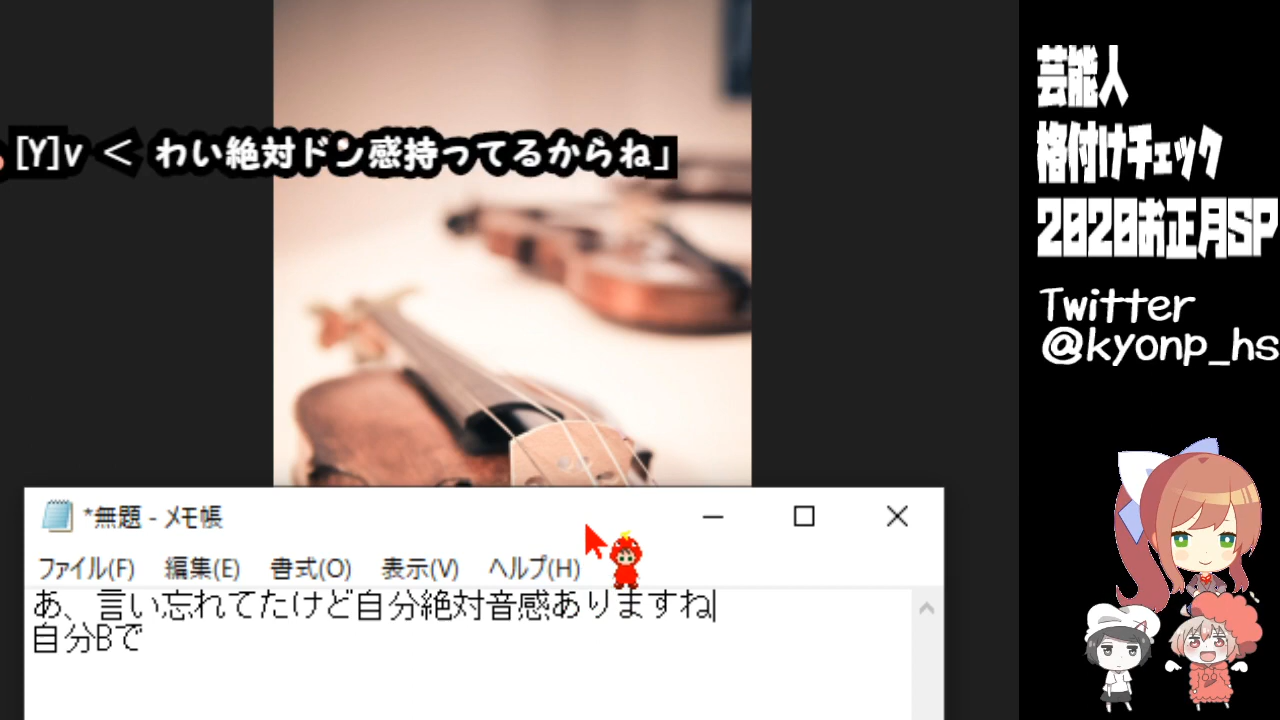 [Y]v ＜ わい絶対ドン感持ってるからね」
芸能人
格付けチェック
2020お正月SP
Twitter
@kyonp_hs
*無題 - メモ帳
ファイル(F) 編集(E) 書式(O) 表示(V) ヘルプ(H)
あ、言い忘れてたけど自分絶対音感ありますね
自分Bで